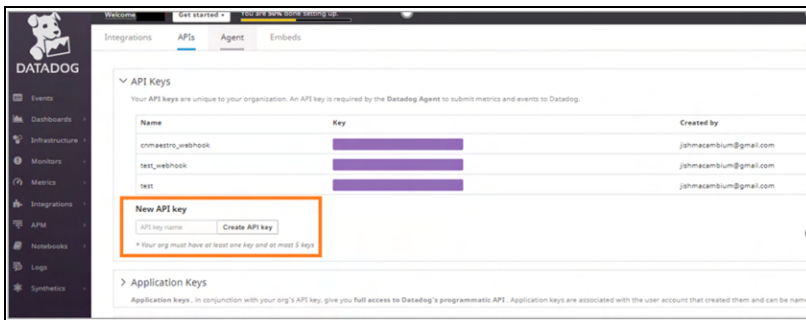 Welcome
Get started
You are 50% done setting up.
DATADOG
Integrations APIs Agent Embeds
Events
Dashboards
Infrastructure
Monitors
Metrics
Integrations
APM
Notebooks
Logs
Synthetics
API Keys
Your API keys are unique to your organization. An API key is required by the Datadog Agent to submit metrics and events to Datadog.
Name Key Created by
cnmaestro_webhook jishmacambium@gmail.com
test_webhook jishmacambium@gmail.com
test jishmacambium@gmail.com
New API key
API key name Create API key
* Your org must have at least one key and at most 5 keys
Application Keys
Application keys, in conjunction with your org's API key, give you full access to Datadog's programmatic API. Application keys are associated with the user account that created them and can be nam